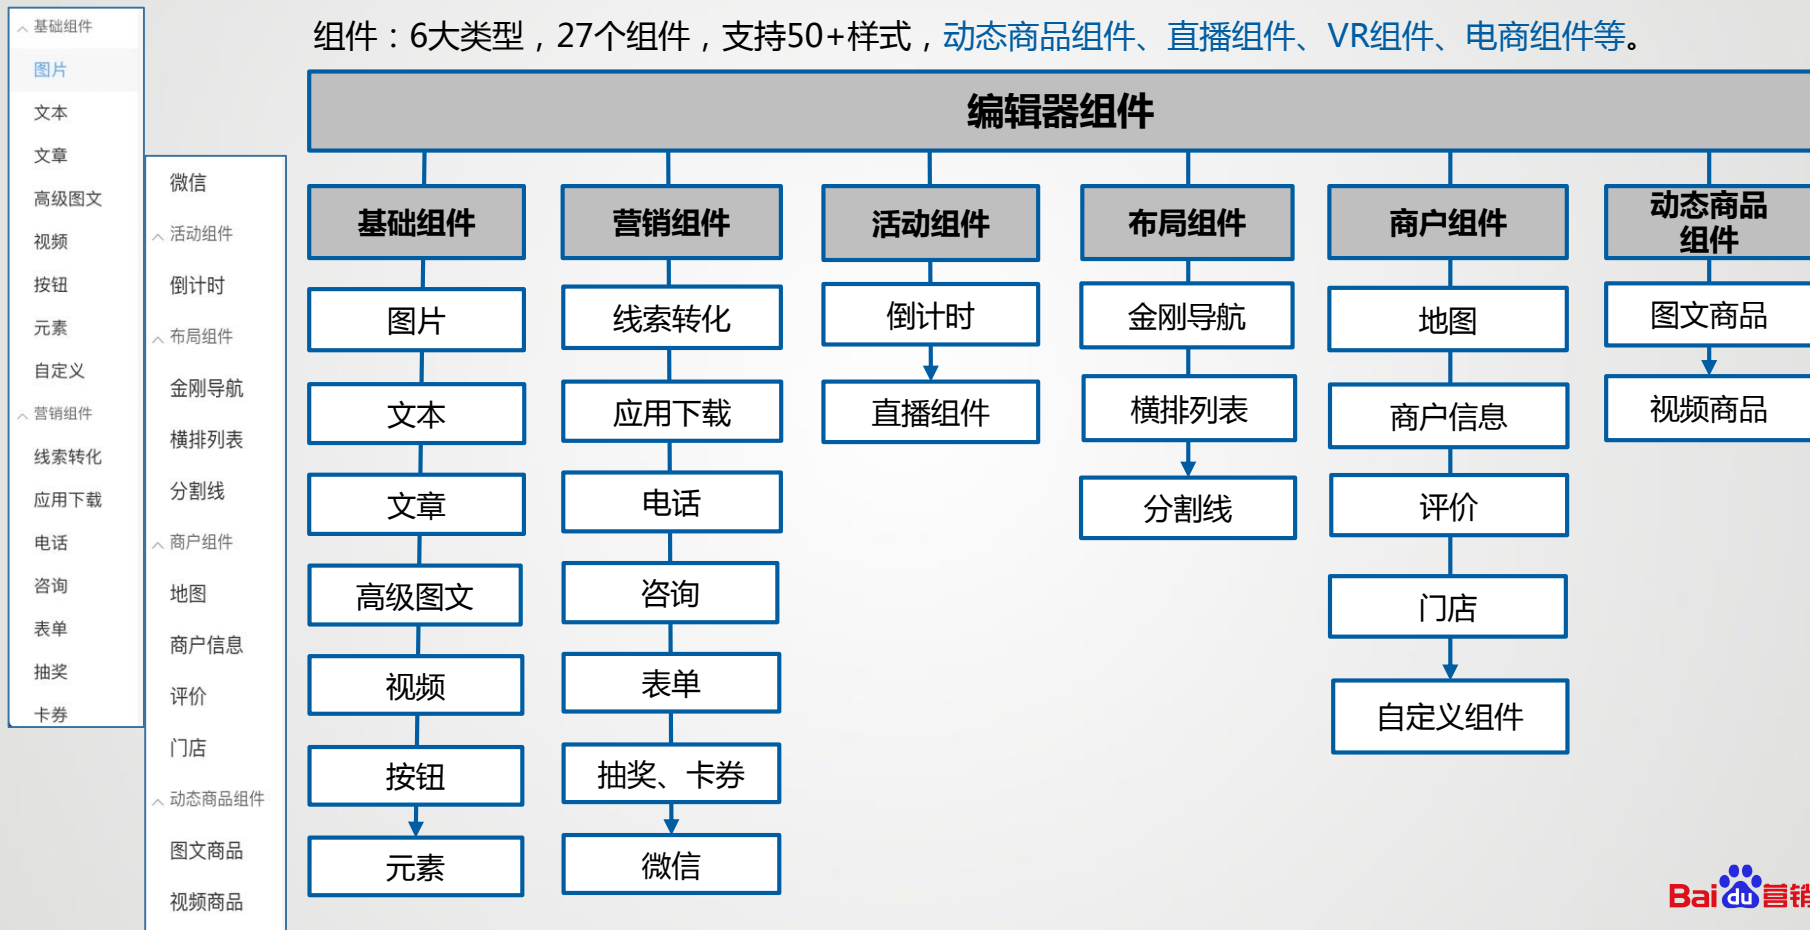 组件：6大类型，27个组件，支持50+样式，动态商品组件、直播组件、VR组件、电商组件等。
基础组件
图片
文本
文章
高级图文
视频
按钮
元素
自定义
营销组件
线索转化
应用下载
电话
咨询
表单
抽奖
卡券
微信
活动组件
倒计时
布局组件
金刚导航
横排列表
分割线
商户组件
地图
商户信息
评价
门店
动态商品组件
图文商品
视频商品
编辑器组件
基础组件
图片
文本
文章
高级图文
视频
按钮
元素
营销组件
线索转化
应用下载
电话
咨询
表单
抽奖、卡券
微信
活动组件
倒计时
直播组件
布局组件
金刚导航
横排列表
分割线
商户组件
地图
商户信息
评价
门店
自定义组件
动态商品
组件
图文商品
视频商品
Bai du 营销